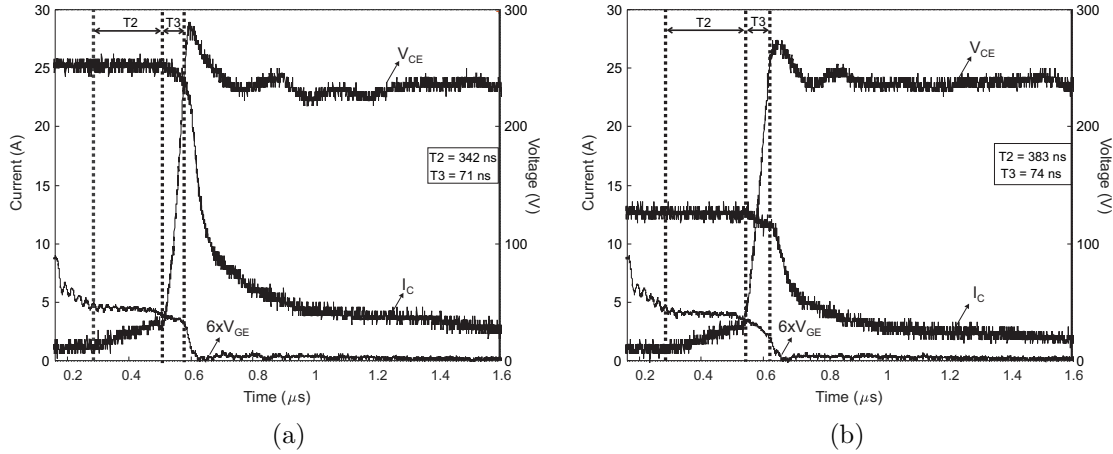 30
25
20
15
10
5
0
Current (A)
300
200
100
0
Voltage (V)
T2
T3
V_CE
T2 = 342 ns
T3 = 71 ns
I_C
6xV_GE
0.2 0.4 0.6 0.8 1 1.2 1.4 1.6
Time (μs)
(a)
30
25
20
15
10
5
0
Current (A)
300
200
100
0
Voltage (V)
T2
T3
V_CE
T2 = 383 ns
T3 = 74 ns
I_C
6xV_GE
0.2 0.4 0.6 0.8 1 1.2 1.4 1.6
Time (μs)
(b)